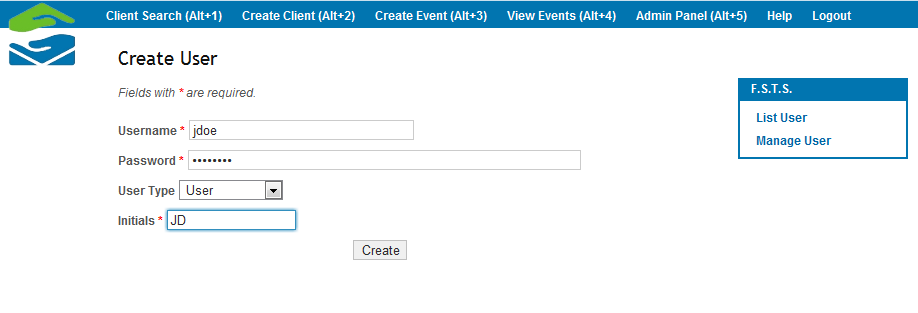 Client Search (Alt+1) Create Client (Alt+2) Create Event (Alt+3) View Events (Alt+4) Admin Panel (Alt+5) Help Logout
Create User
Fields with * are required.
F.S.T.S.
List User
Manage User
Username * jdoe
Password * ••••••••
User Type User
Initials * JD
Create